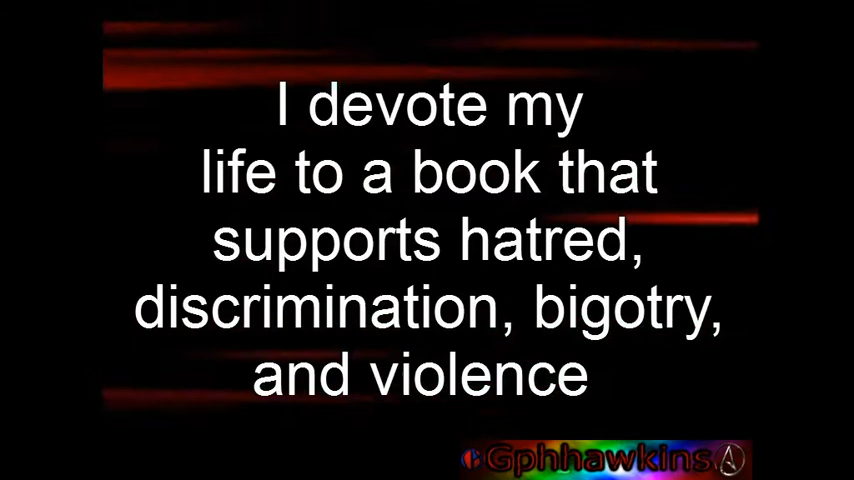 I devote my
life to a book that
supports hatred,
discrimination, bigotry,
and violence
Gphhawkins